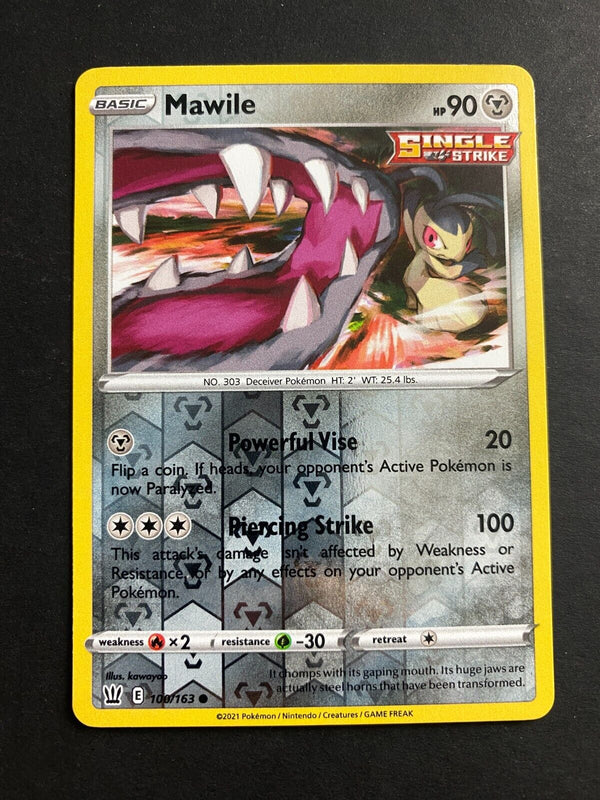 BASIC Mawile HP 90
SINGLE
STRIKE
NO. 303 Deceiver Pokémon HT: 2' WT: 25.4 lbs.
Powerful Vise 20
Flip a coin. If heads, your opponent's Active Pokémon is
now Paralyzed.
Piercing Strike 100
This attack's damage isn't affected by Weakness or
Resistance, or by any effects on your opponent's Active
Pokémon.
weakness ×2 resistance -30 retreat
Illus. kawayoo
It chomps with its gaping mouth. Its huge jaws are
actually steel horns that have been transformed.
E 100/163
©2021 Pokémon / Nintendo / Creatures / GAME FREAK